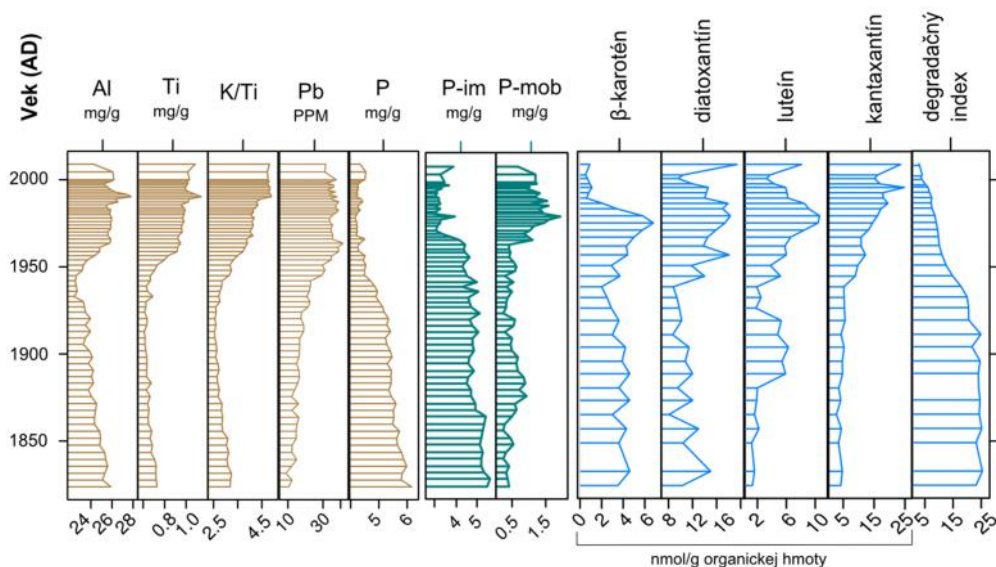 Vek (AD)
Al
mg/g
Ti
mg/g
K/Ti
Pb
PPM
P
mg/g
P-im
mg/g
P-mob
mg/g
β-karotén
diatoxantín
luteín
kantaxantín
degradačný
index
2000
1950
1900
1850
24 26 28
0.8 1.0
2.5 4.5
10 30
5 6
4 5
0.5 1.5
0 2 4 6
8 12 16
2 6 10
5 15 25
5 15 25
nmol/g organickej hmoty